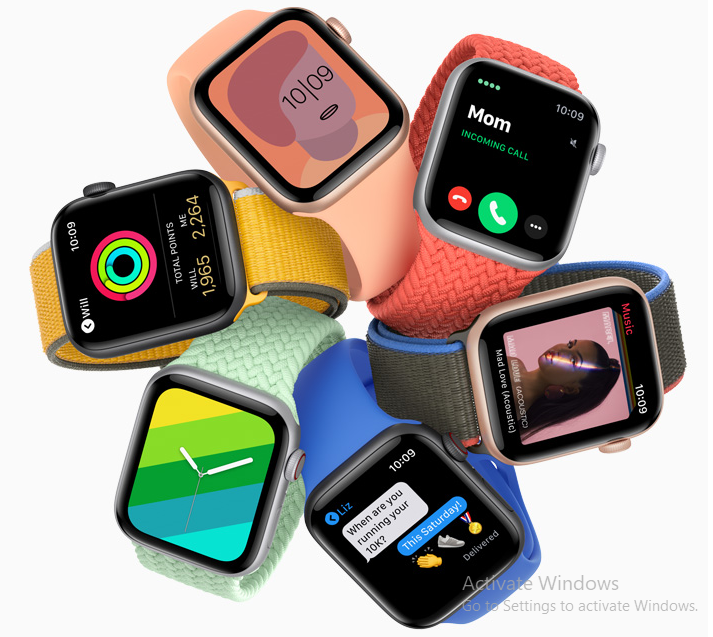 10|09
10:09
Mom
INCOMING CALL
10:09
Will
TOTAL POINTS
ME
2,264
WILL
1,965
Music
10:09
Mad Love (Acoustic)
10:09
Liz
When are you
running your
10K?
This Saturday!
Delivered
Activate Windows
Go to Settings to activate Windows.